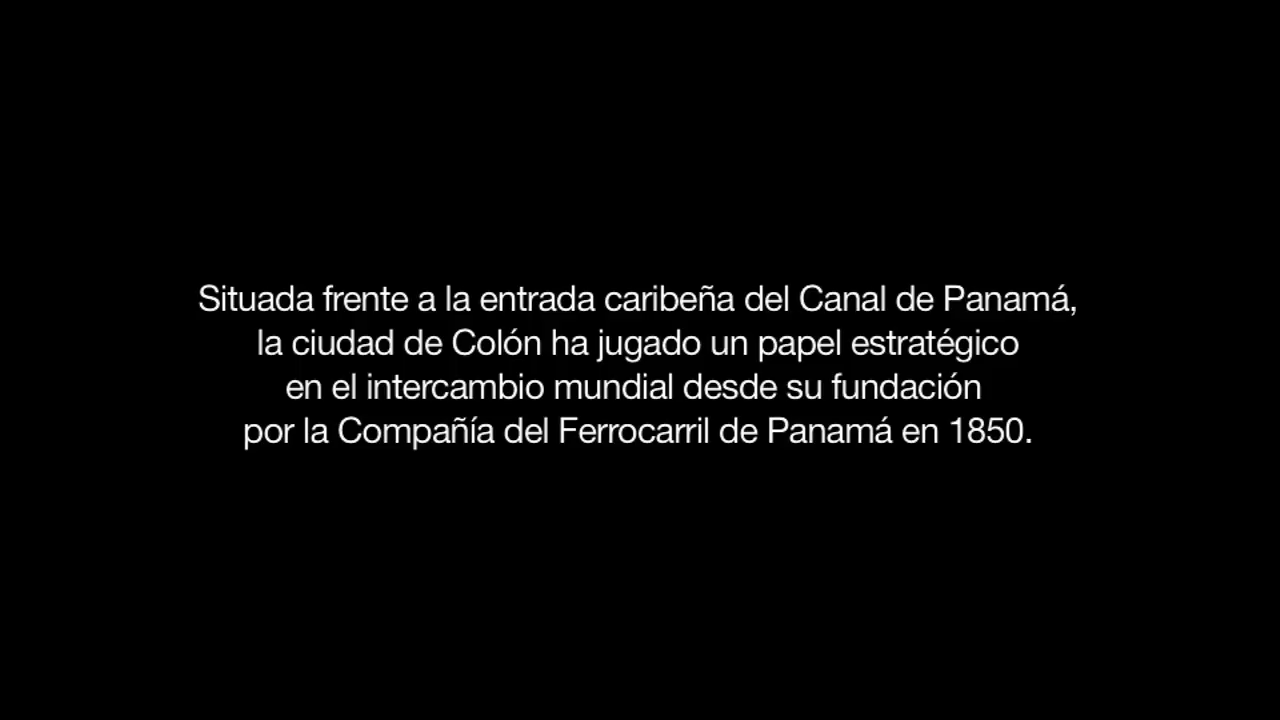 Situada frente a la entrada caribeña del Canal de Panamá,
la ciudad de Colón ha jugado un papel estratégico
en el intercambio mundial desde su fundación
por la Compañía del Ferrocarril de Panamá en 1850.